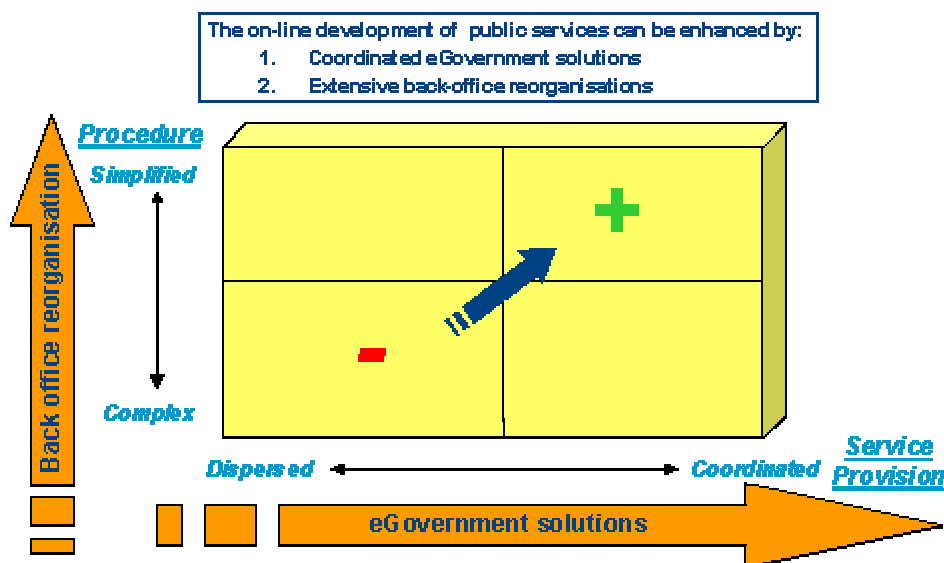 The on-line development of public services can be enhanced by:
1. Coordinated eGovernment solutions
2. Extensive back-office reorganisations
Procedure
Simplified
Back office reorganisation
Complex
Dispersed
Coordinated
Service
Provision
eGovernment solutions